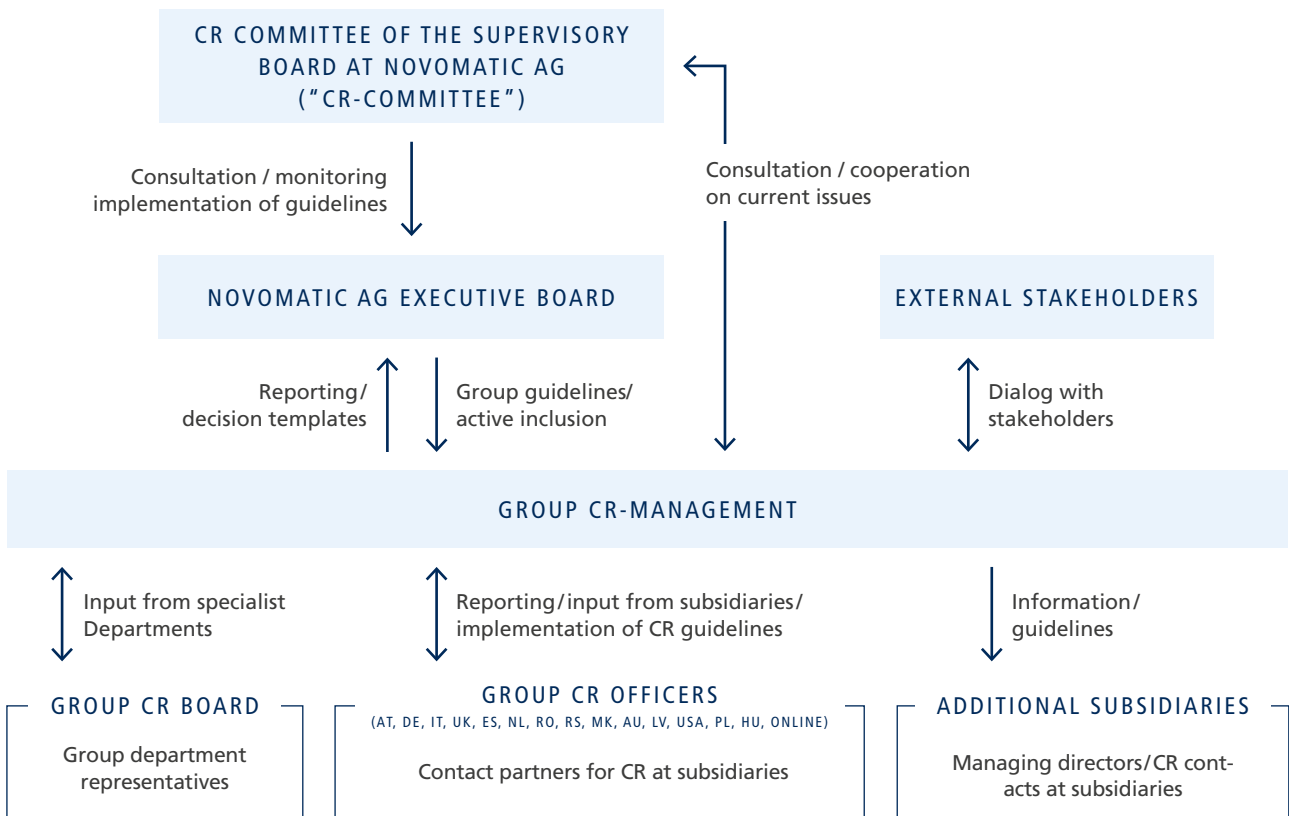 CR COMMITTEE OF THE SUPERVISORY
BOARD AT NOVOMATIC AG
("CR-COMMITTEE")
Consultation / monitoring
implementation of guidelines
Consultation / cooperation
on current issues
NOVOMATIC AG EXECUTIVE BOARD
EXTERNAL STAKEHOLDERS
Reporting/
decision templates
Group guidelines/
active inclusion
Dialog with
stakeholders
GROUP CR-MANAGEMENT
Input from specialist
Departments
Reporting/input from subsidiaries/
implementation of CR guidelines
Information/
guidelines
GROUP CR BOARD
Group department
representatives
GROUP CR OFFICERS
(AT, DE, IT, UK, ES, NL, RO, RS, MK, AU, LV, USA, PL, HU, ONLINE)
Contact partners for CR at subsidiaries
ADDITIONAL SUBSIDIARIES
Managing directors/CR cont-
acts at subsidiaries